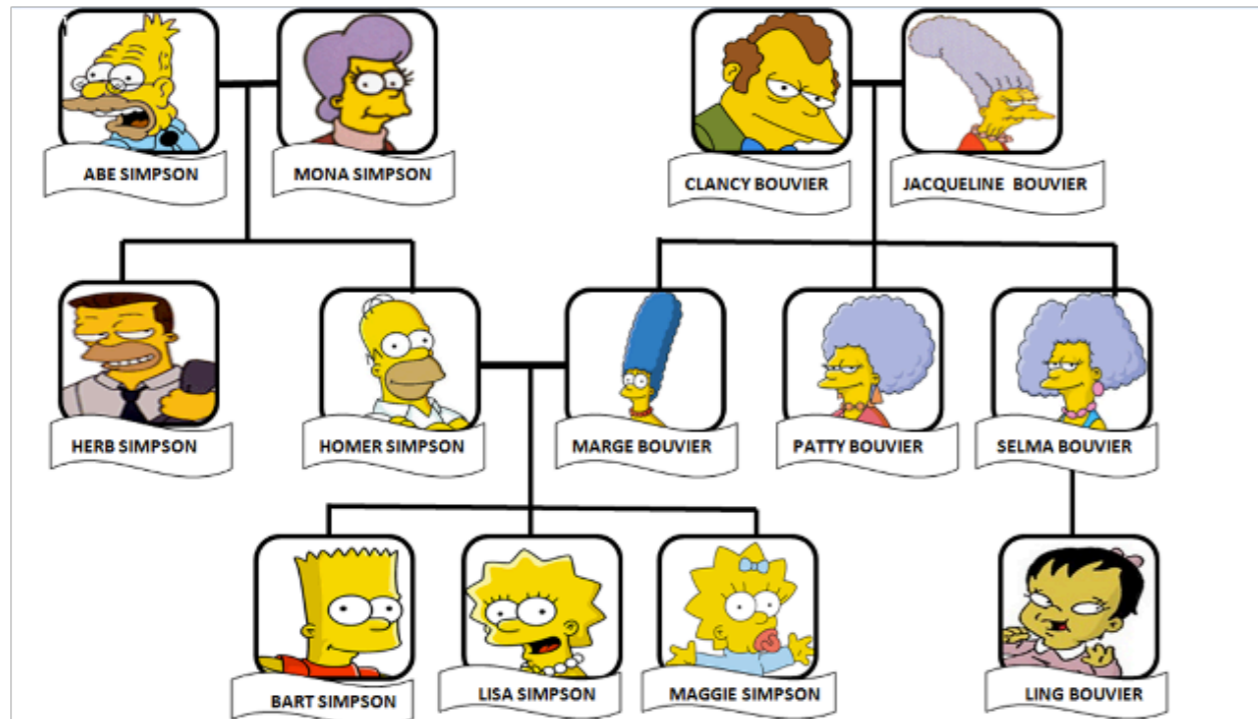 ABE SIMPSON
MONA SIMPSON
CLANCY BOUVIER
JACQUELINE BOUVIER
HERB SIMPSON
HOMER SIMPSON
MARGE BOUVIER
PATTY BOUVIER
SELMA BOUVIER
BART SIMPSON
LISA SIMPSON
MAGGIE SIMPSON
LING BOUVIER